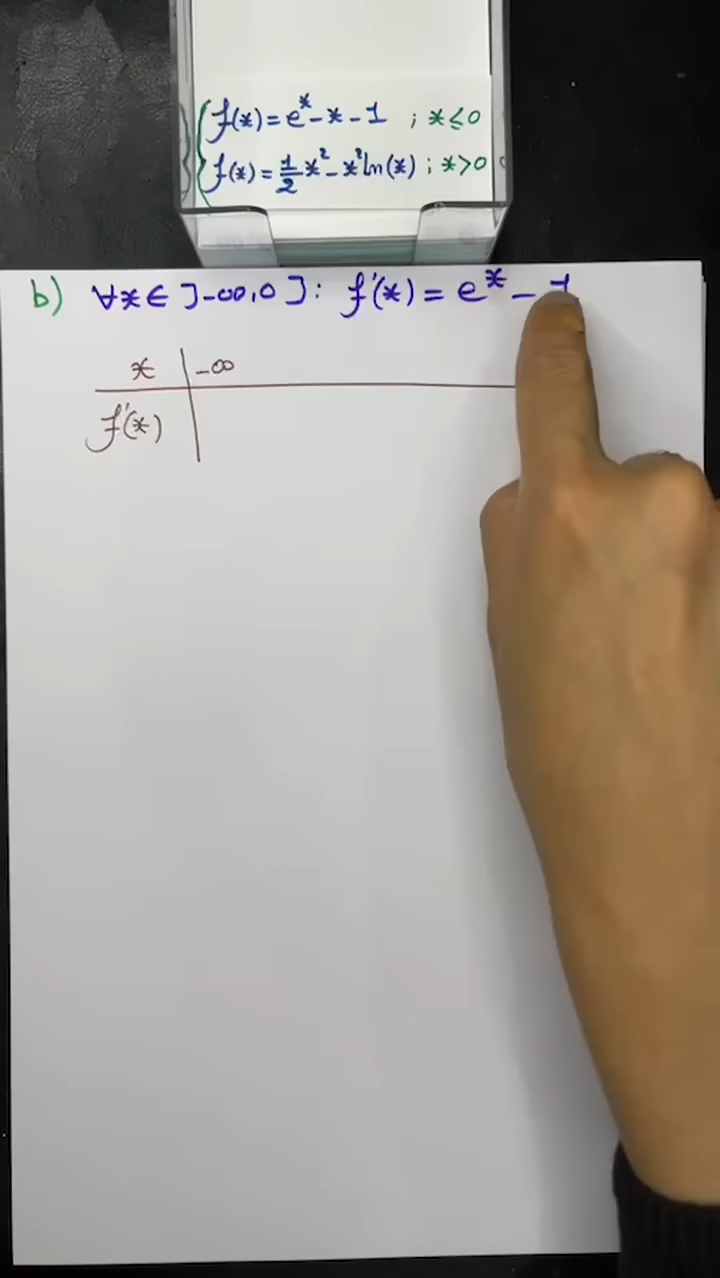 f(x) = e^x - x - 1 ; x ≤ 0
f(x) = 1/2 x² - x² ln(x) ; x > 0
b) ∀x ∈ ]-∞, 0 ] : f'(x) = e^x - 1
x -∞
f'(x)